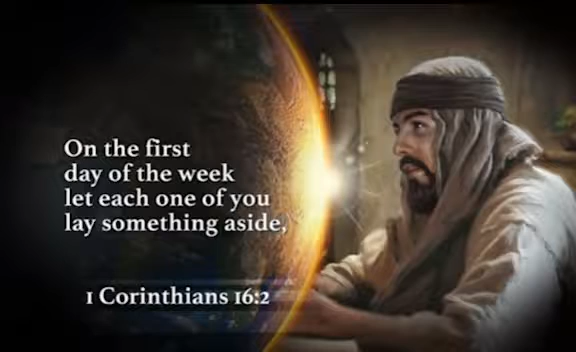 On the first
day of the week
let each one of you
lay something aside,
1 Corinthians 16:2